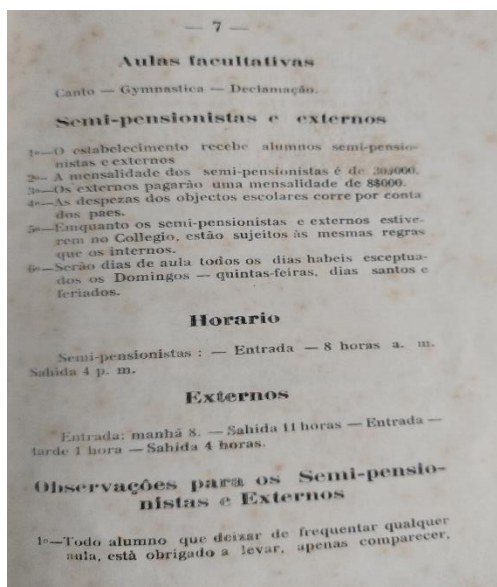 — 7 —
Aulas facultativas
Canto — Gymnastica — Declamação.
Semi-pensionistas e externos
1º—O estabelecimento recebe alumnos semi-pensio-
nistas e externos
2º— A mensalidade dos semi-pensionistas é de 30$000.
3º—Os externos pagarão uma mensalidade de 8$000.
4º—As despezas dos objectos escolares corre por conta
dos paes.
5º—Emquanto os semi-pensionistas e externos estive-
rem no Collegio, estão sujeitos às mesmas regras
que os internos.
6º—Serão dias de aula todos os dias habeis esceptua-
dos os Domingos — quintas-feiras, dias santos e
feriados.
Horario
Semi-pensionistas : — Entrada — 8 horas a. m.
Sahida 4 p. m.
Externos
Entrada: manhã 8. — Sahida 11 horas — Entrada —
tarde 1 hora — Sahida 4 horas.
Observações para os Semi-pensio-
nistas e Externos
1º—Todo alumno que deixar de frequentar qualquer
aula, està obrigado a levar, apenas comparecer,